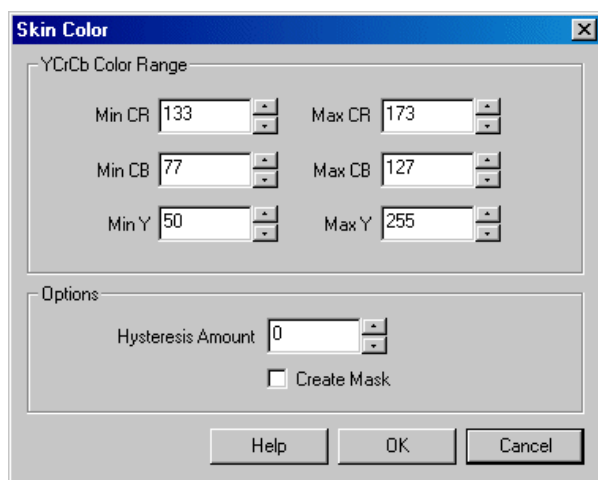 Skin Color
YCrCb Color Range
Min CR 133 Max CR 173
Min CB 77 Max CB 127
Min Y 50 Max Y 255
Options
Hysteresis Amount 0
Create Mask
Help OK Cancel